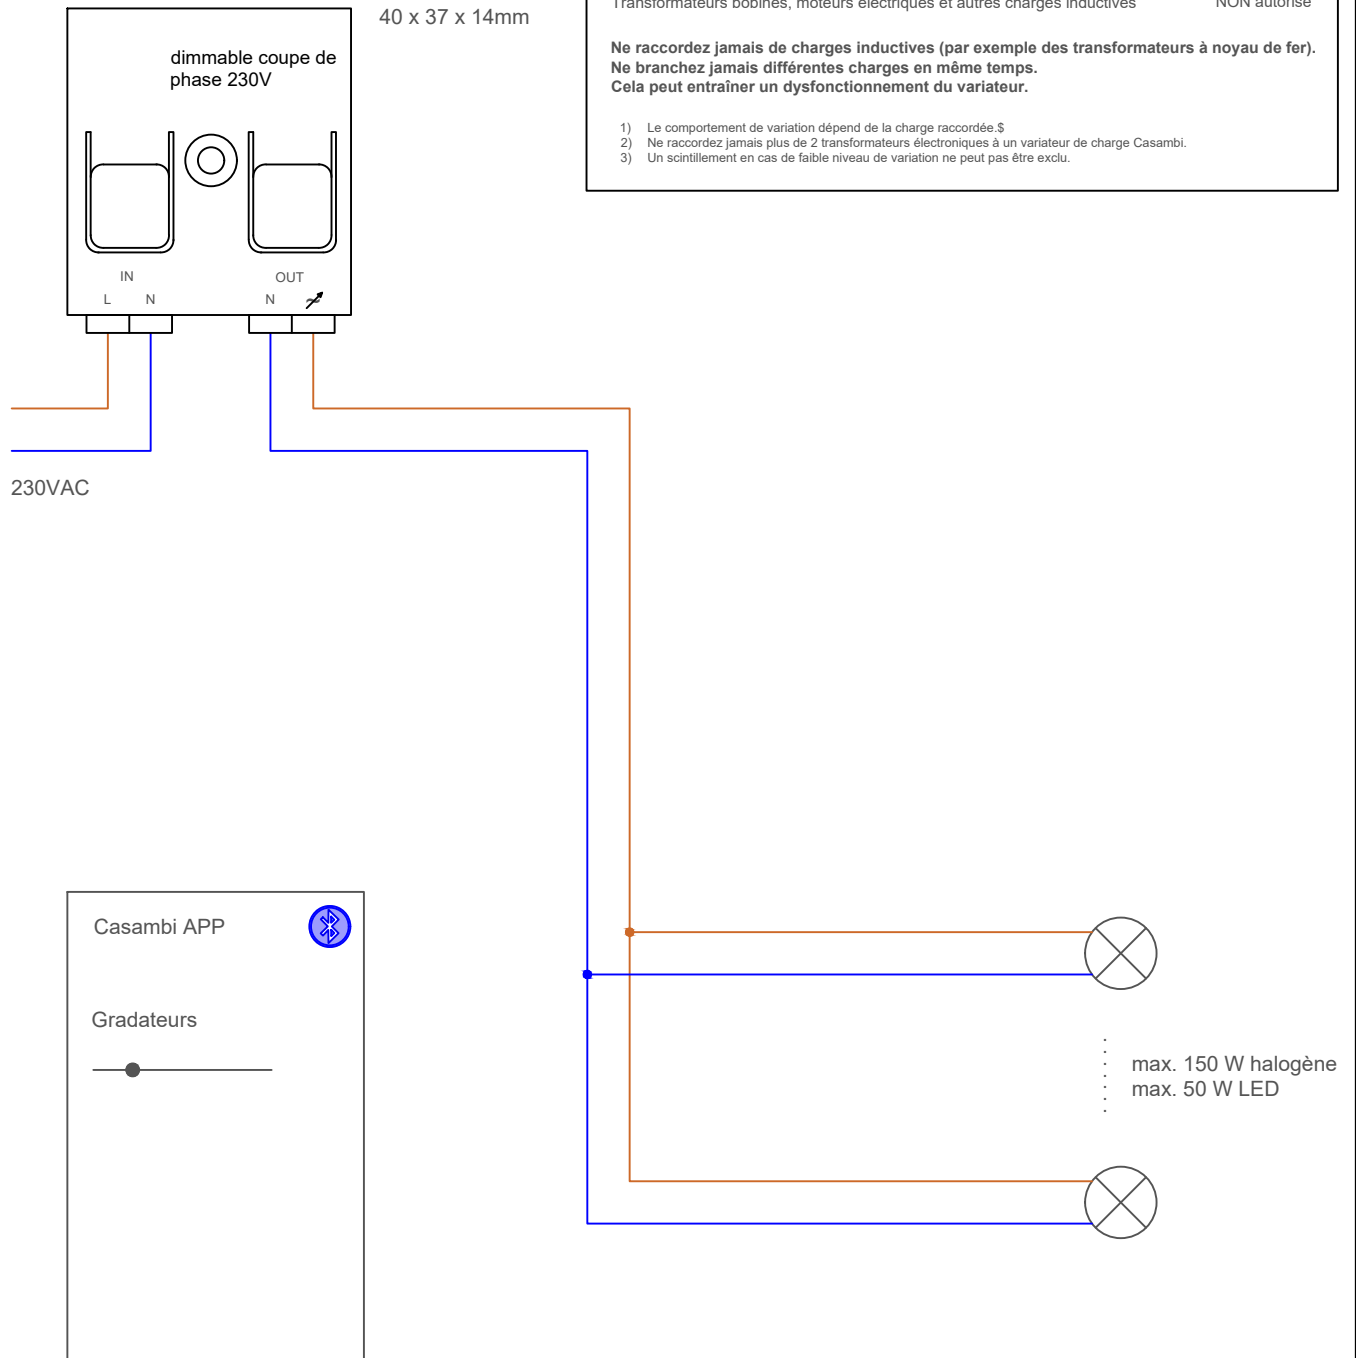 40 x 37 x 14mm
Transformateurs bobinés, moteurs électriques et autres charges inductives NON autorisé
Ne raccordez jamais de charges inductives (par exemple des transformateurs à noyau de fer).
Ne branchez jamais différentes charges en même temps.
Cela peut entraîner un dysfonctionnement du variateur.
1) Le comportement de variation dépend de la charge raccordée.$
2) Ne raccordez jamais plus de 2 transformateurs électroniques à un variateur de charge Casambi.
3) Un scintillement en cas de faible niveau de variation ne peut pas être exclu.
dimmable coupe de
phase 230V
IN OUT
L N N
230VAC
Casambi APP
Gradateurs
max. 150 W halogène
max. 50 W LED